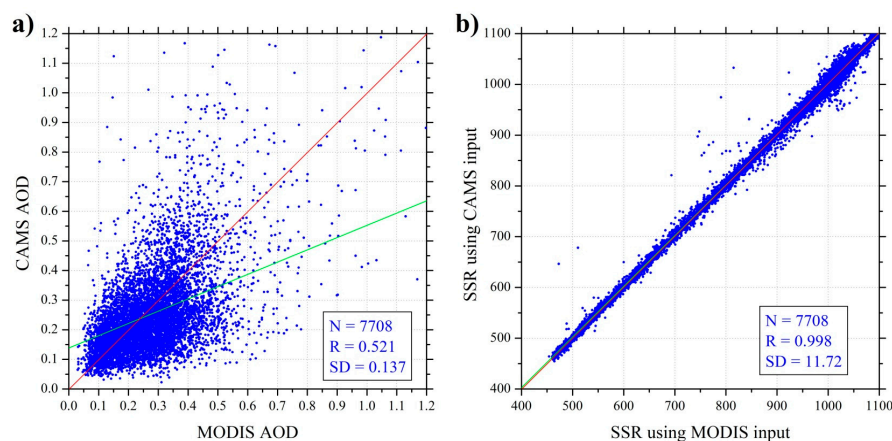 a)
1.2
1.1
1.0
0.9
0.8
0.7
0.6
0.5
0.4
0.3
0.2
0.1
0.0
CAMS AOD
N = 7708
R = 0.521
SD = 0.137
0.0 0.1 0.2 0.3 0.4 0.5 0.6 0.7 0.8 0.9 1.0 1.1 1.2
MODIS AOD
b)
1100
1000
900
800
700
600
500
400
SSR using CAMS input
N = 7708
R = 0.998
SD = 11.72
400 500 600 700 800 900 1000 1100
SSR using MODIS input